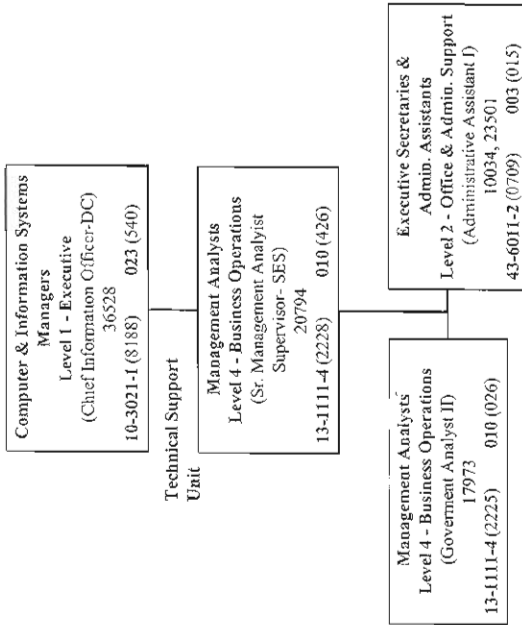 Computer & Information Systems
Managers
Level 1 - Executive
(Chief Information Officer-DC)
36528
10-3021-1 (8188) 023 (540)
Technical Support
Unit
Management Analysts
Level 4 - Business Operations
(Sr. Management Analyist
Supervisor- SES)
20794
13-1111-4 (2228) 010 (426)
Management Analysts
Level 4 - Business Operations
(Goverment Analyst II)
17973
13-1111-4 (2225) 010 (026)
Executive Secretaries &
Admin. Assistants
Level 2 - Office & Admin. Support
(Administrative Assistant I)
10034, 23501
43-6011-2 (0709) 003 (015)